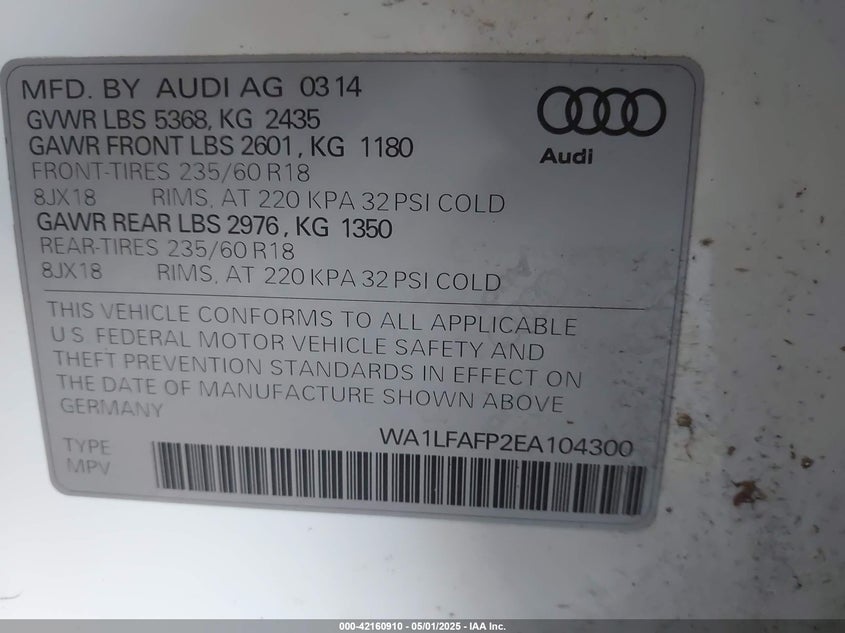 MFD. BY AUDI AG 03 14
GVWR LBS 5368, KG 2435
GAWR FRONT LBS 2601, KG 1180
FRONT-TIRES 235/60 R18
8JX18 RIMS, AT 220 KPA 32 PSI COLD
GAWR REAR LBS 2976, KG 1350
REAR-TIRES 235/60 R18
8JX18 RIMS, AT 220 KPA 32 PSI COLD
Audi
THIS VEHICLE CONFORMS TO ALL APPLICABLE
U.S. FEDERAL MOTOR VEHICLE SAFETY AND
THEFT PREVENTION STANDARDS IN EFFECT ON
THE DATE OF MANUFACTURE SHOWN ABOVE
GERMANY
WA1LFAFP2EA104300
TYPE
MPV
000-42160910 - 05/01/2025 - IAA Inc.